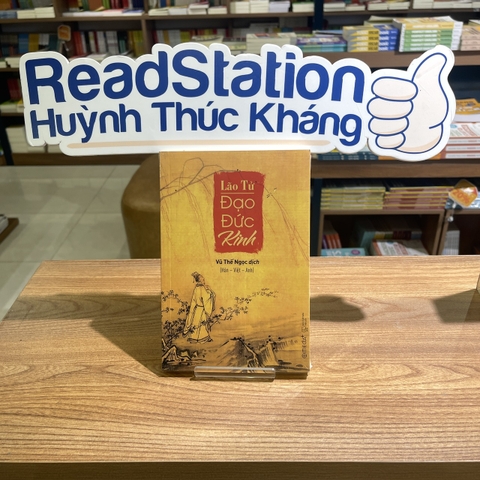 ReadStation
Huỳnh Thúc Kháng
Lão Tử
Đạo
Đức
Kinh
Vũ Thế Ngọc dịch
(Hán - Việt - Anh)